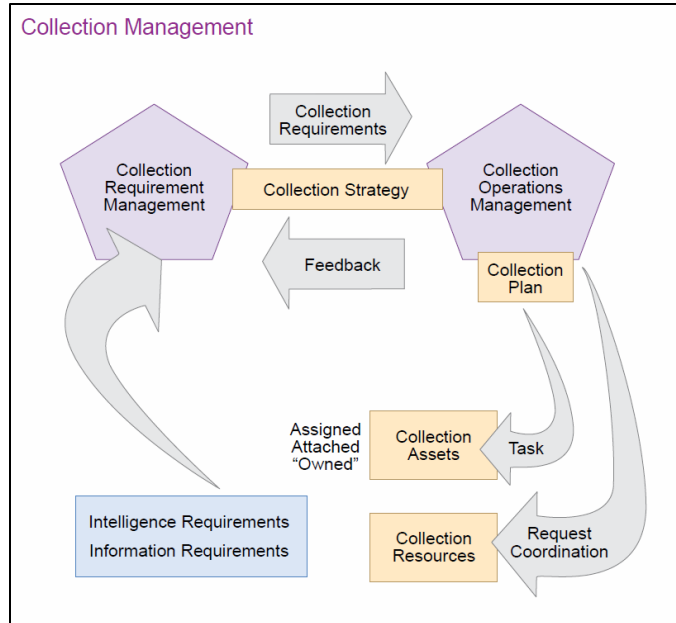 Collection Management
Collection
Requirements
Collection
Requirement
Management
Collection Strategy
Collection
Operations
Management
Feedback
Collection
Plan
Assigned
Attached
“Owned”
Collection
Assets
Task
Intelligence Requirements
Information Requirements
Collection
Resources
Request
Coordination